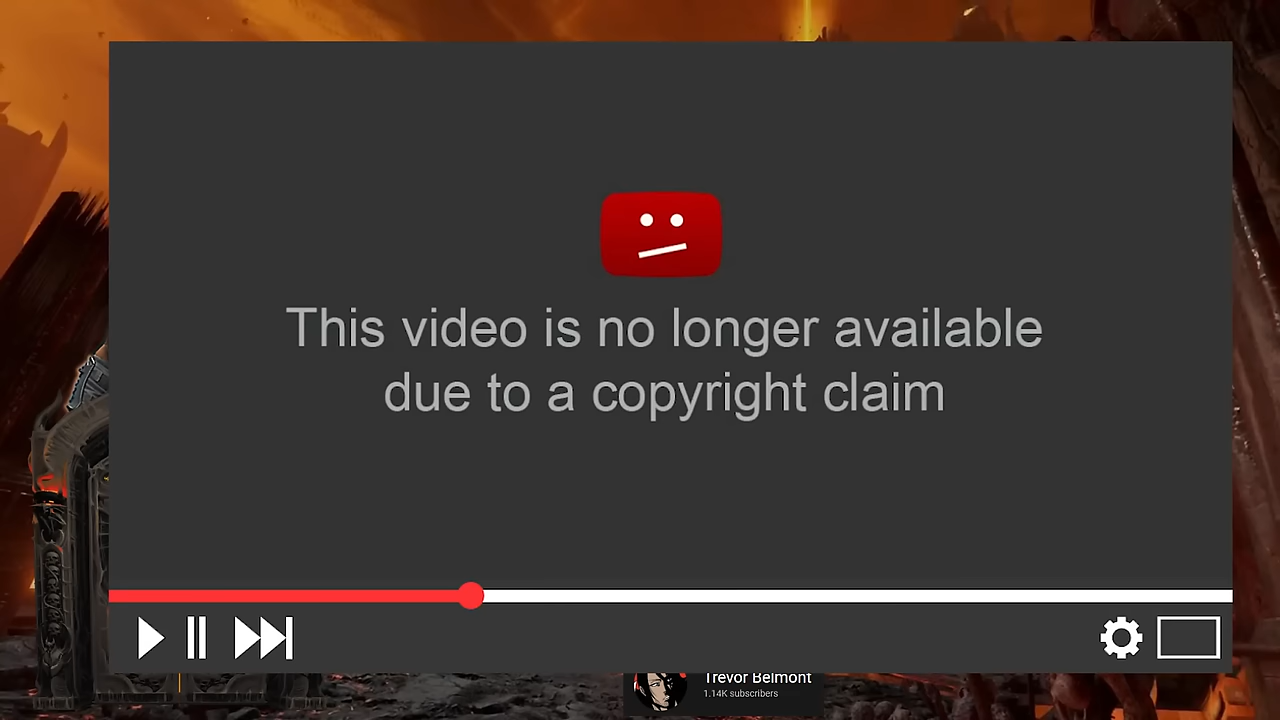 This video is no longer available
due to a copyright claim
Trevor Belmont
1.14K subscribers